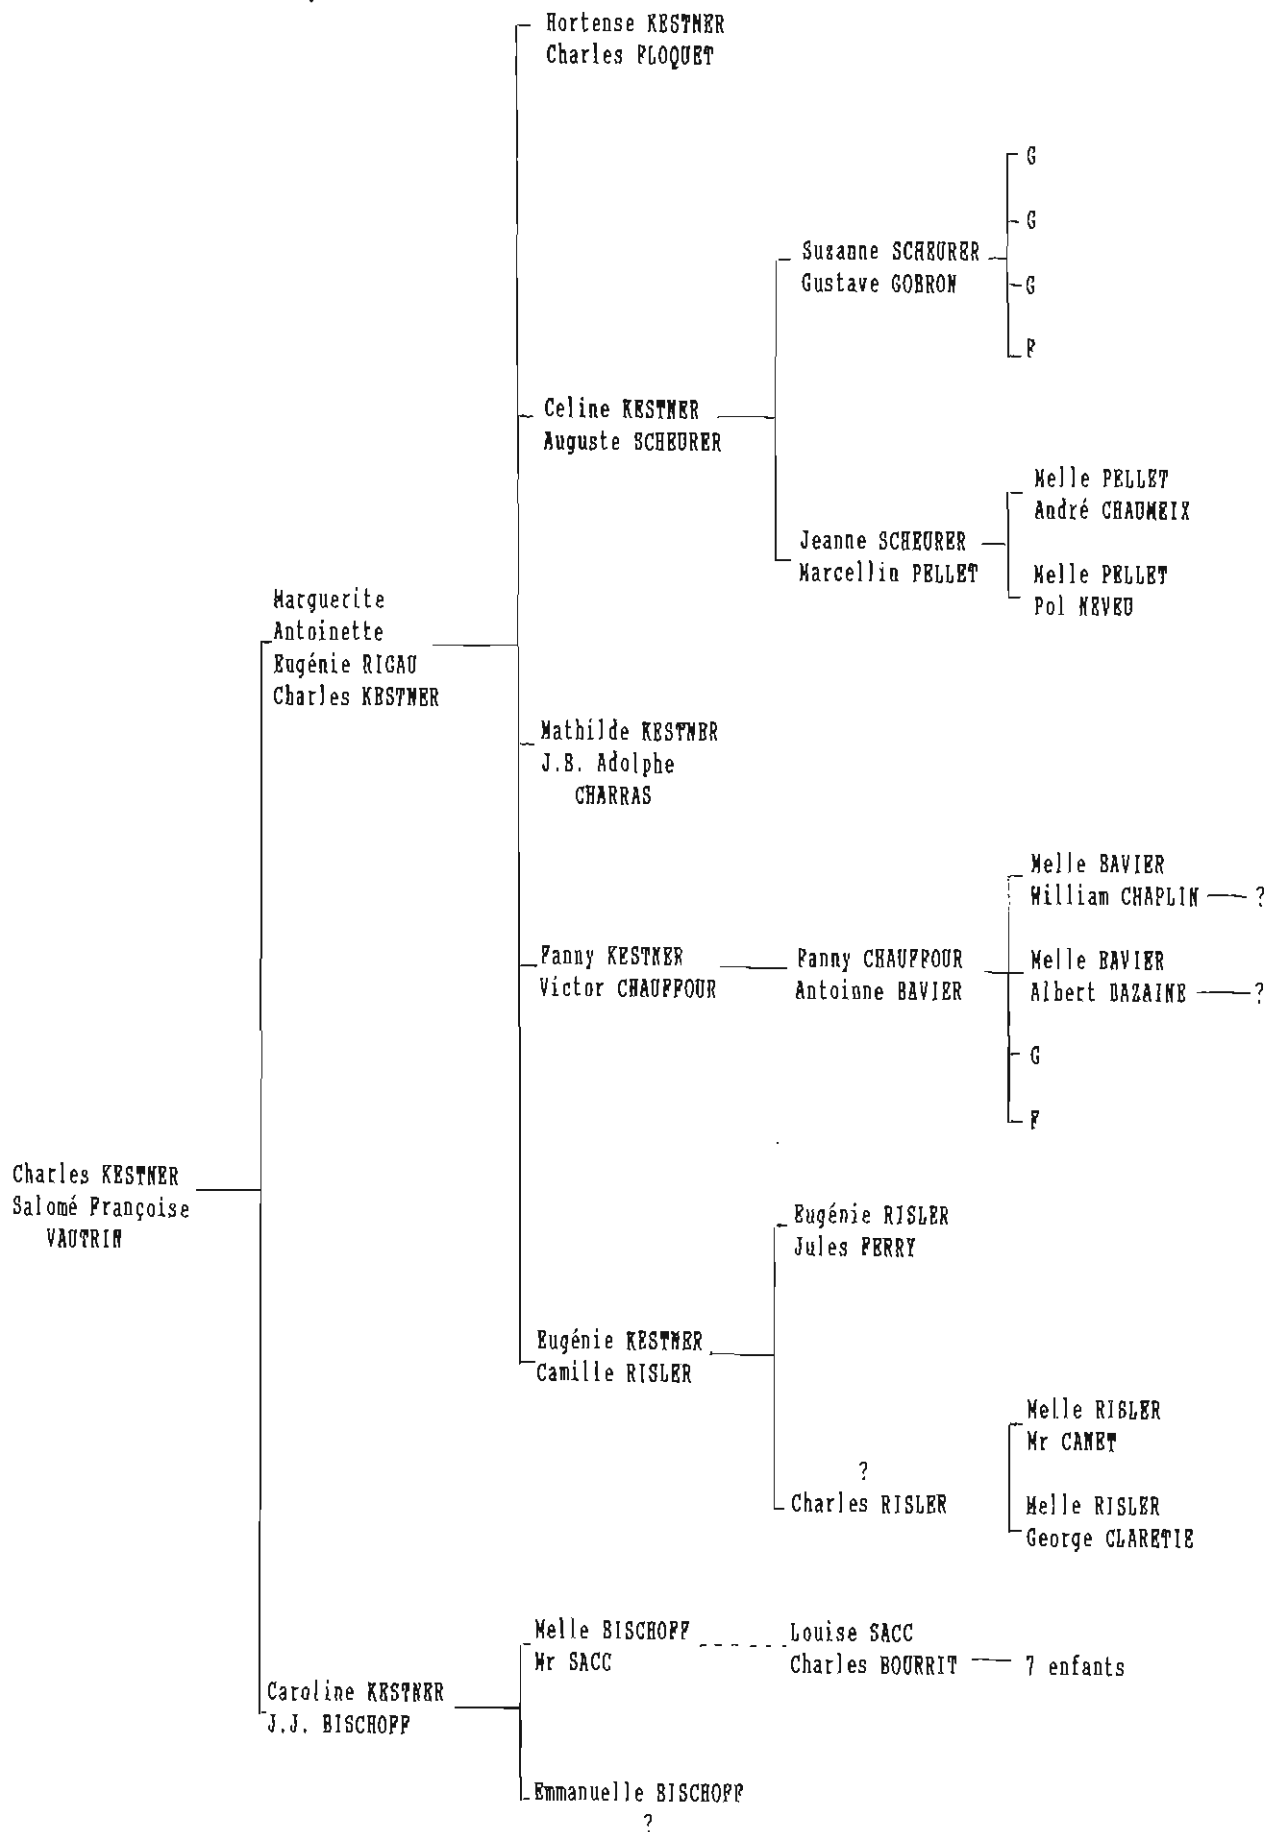 Hortense KESTNER
Charles FLOQUET
G
G
Suzanne SCHEURER
Gustave GOBRON
G
F
Celine KESTNER
Auguste SCHEURER
Melle PELLET
André CHAUMEIX
Jeanne SCHEURER
Marcellin PELLET
Melle PELLET
Pol NEVEU
Marguerite
Antoinette
Eugénie RIGAU
Charles KESTNER
Mathilde KESTNER
J.B. Adolphe
CHARRAS
Melle BAVIER
William CHAPLIN ?
Fanny KESTNER
Victor CHAUFFOUR
Fanny CHAUFFOUR
Antoinne BAVIER
Melle BAVIER
Albert BAZAINE ?
G
F
Charles KESTNER
Salomé Françoise
VAUTRIN
Eugénie RISLER
Jules FERRY
Eugénie KESTNER
Camille RISLER
Melle RISLER
Mr CANET
?
Charles RISLER
Melle RISLER
George CLARETIE
Melle BISCHOFF
Mr SACC
Louise SACC
Charles BOURRIT 7 enfants
Caroline KESTNER
J.J. BISCHOFF
Emmanuelle BISCHOFF
?